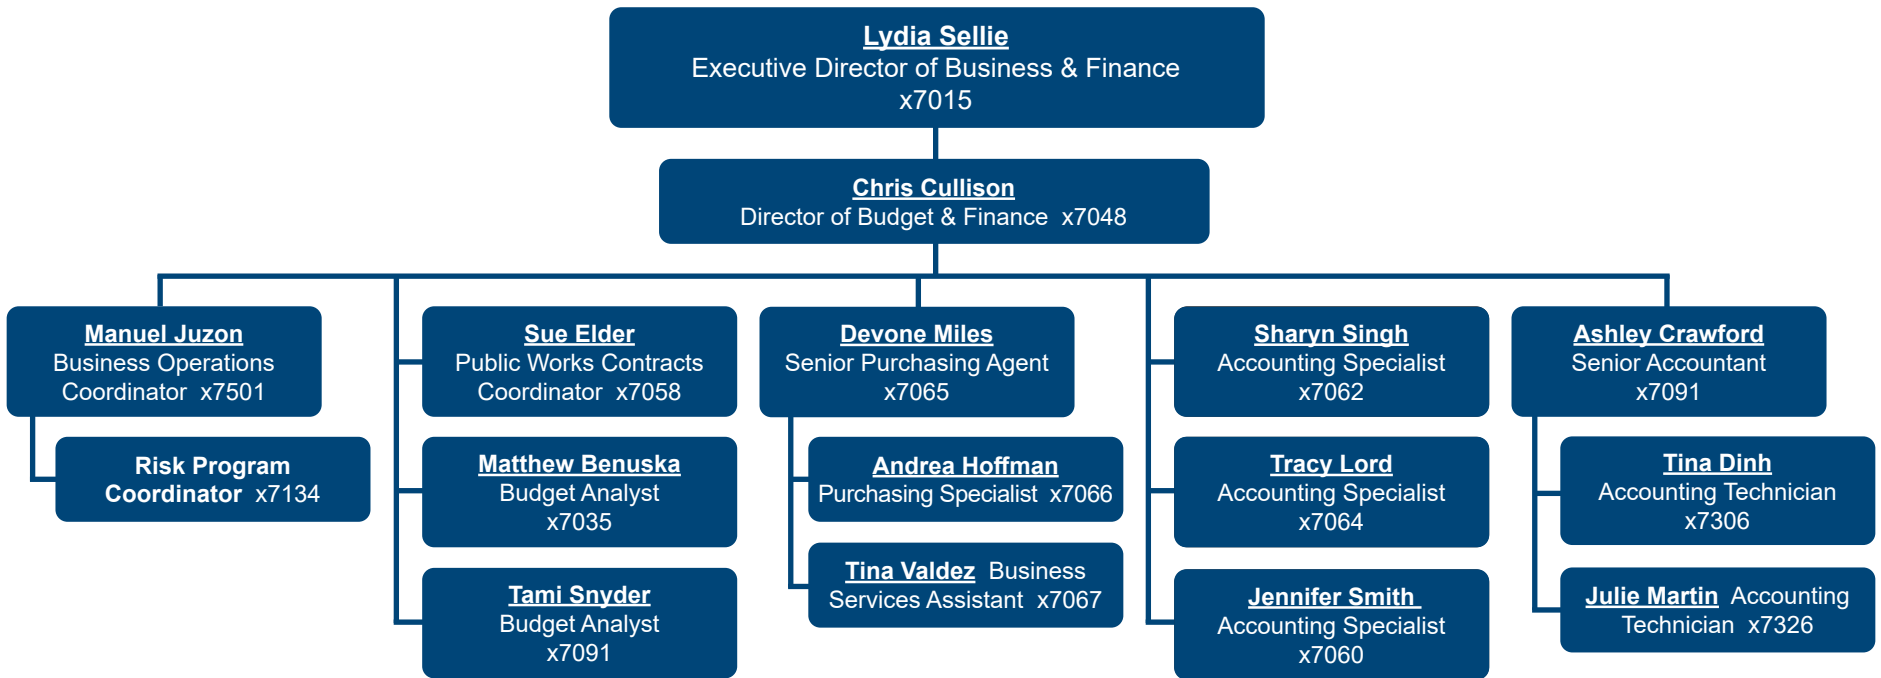 Lydia Sellie
Executive Director of Business & Finance
x7015
Chris Cullison
Director of Budget & Finance x7048
Manuel Juzon
Business Operations
Coordinator x7501
Risk Program
Coordinator x7134
Sue Elder
Public Works Contracts
Coordinator x7058
Matthew Benuska
Budget Analyst
x7035
Tami Snyder
Budget Analyst
x7091
Devone Miles
Senior Purchasing Agent
x7065
Andrea Hoffman
Purchasing Specialist x7066
Tina Valdez Business
Services Assistant x7067
Sharyn Singh
Accounting Specialist
x7062
Tracy Lord
Accounting Specialist
x7064
Jennifer Smith
Accounting Specialist
x7060
Ashley Crawford
Senior Accountant
x7091
Tina Dinh
Accounting Technician
x7306
Julie Martin Accounting
Technician x7326